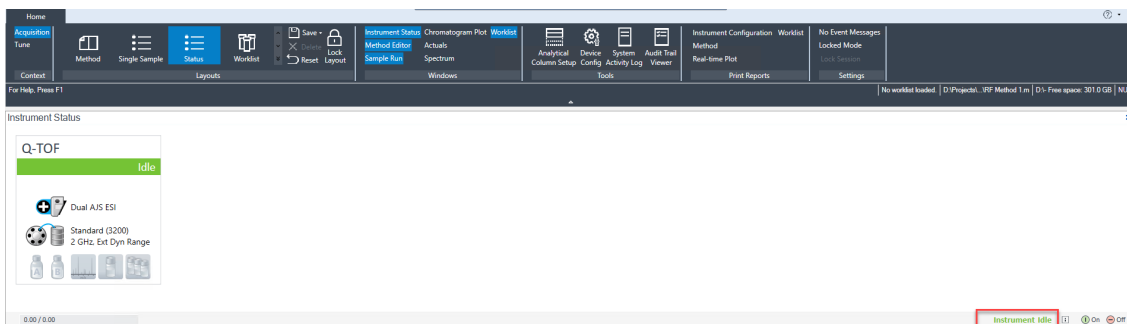 Home
Acquisition
Tune
Context
Method
Single Sample
Status
Worklist
Save
Delete
Reset
Lock
Layout
Layouts
Instrument Status Chromatogram Plot Worklist
Method Editor Actuals
Sample Run Spectrum
Windows
Analytical
Column Setup
Device
Config
System
Activity Log
Audit Trail
Viewer
Tools
Instrument Configuration Worklist
Method
Real-time Plot
Print Reports
No Event Messages
Locked Mode
Lock Session
Settings
For Help, Press F1
No worklist loaded. D:\Projects\...\RF Method 1.m D:\- Free space: 301.0 GB NU
Instrument Status
Q-TOF
Idle
Dual AJS ESI
Standard (3200)
2 GHz, Ext Dyn Range
A B
0.00 / 0.00
Instrument Idle On Off